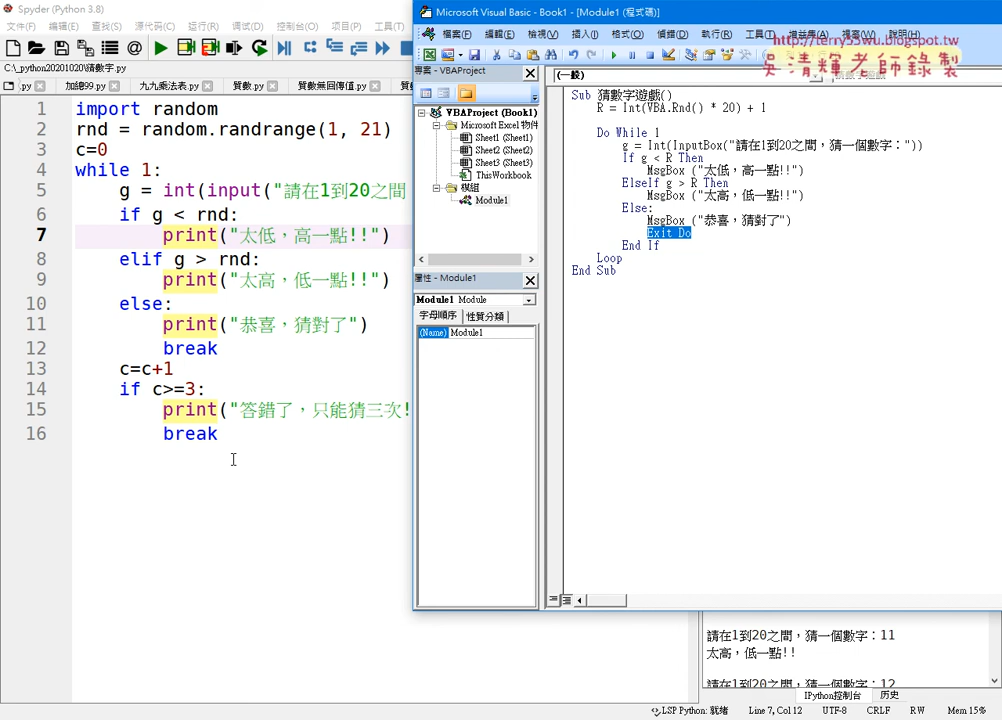 Spyder (Python 3.8)
文件(F) 编辑(E) 查找(S) 源代码(C) 运行(R) 调试(D) 控制台(O) 项目(P) 工具(T)
C:\_python20201020\猜數字.py
.py 加總99.py 九九乘法表.py 質數.py 質數無回傳值.py
1 import random
2 rnd = random.randrange(1, 21)
3 c=0
4 while 1:
5 g = int(input("請在1到20之間
6 if g < rnd:
7 print("太低，高一點!!")
8 elif g > rnd:
9 print("太高，低一點!!")
10 else:
11 print("恭喜，猜對了")
12 break
13 c=c+1
14 if c>=3:
15 print("答錯了，只能猜三次!
16 break
Microsoft Visual Basic - Book1 - [Module1 (程式碼)]
檔案(F) 編輯(E) 檢視(V) 插入(I) 格式(O) 偵錯(D) 執行(R) 工具(T) 增益集(A) 視窗(W) 說明(H)
http://terry55wu.blogspot.tw
吳清輝老師錄製
專案 - VBAProject
VBAProject (Book1)
Microsoft Excel 物件
Sheet1 (Sheet1)
Sheet2 (Sheet2)
Sheet3 (Sheet3)
ThisWorkbook
模組
Module1
屬性 - Module1
Module1 Module
字母順序 性質分類
(Name) Module1
(一般)
Sub 猜數字遊戲()
R = Int(VBA.Rnd() * 20) + 1
Do While 1
g = Int(InputBox("請在1到20之間，猜一個數字："))
If g < R Then
MsgBox ("太低，高一點!!")
ElseIf g > R Then
MsgBox ("太高，低一點!!")
Else:
MsgBox ("恭喜，猜對了")
Exit Do
End If
Loop
End Sub
請在1到20之間，猜一個數字：11
太高，低一點!!
請在1到20之間，猜一個數字：12
IPython控制台 历史
LSP Python: 就绪 Line 7, Col 12 UTF-8 CRLF RW Mem 15%